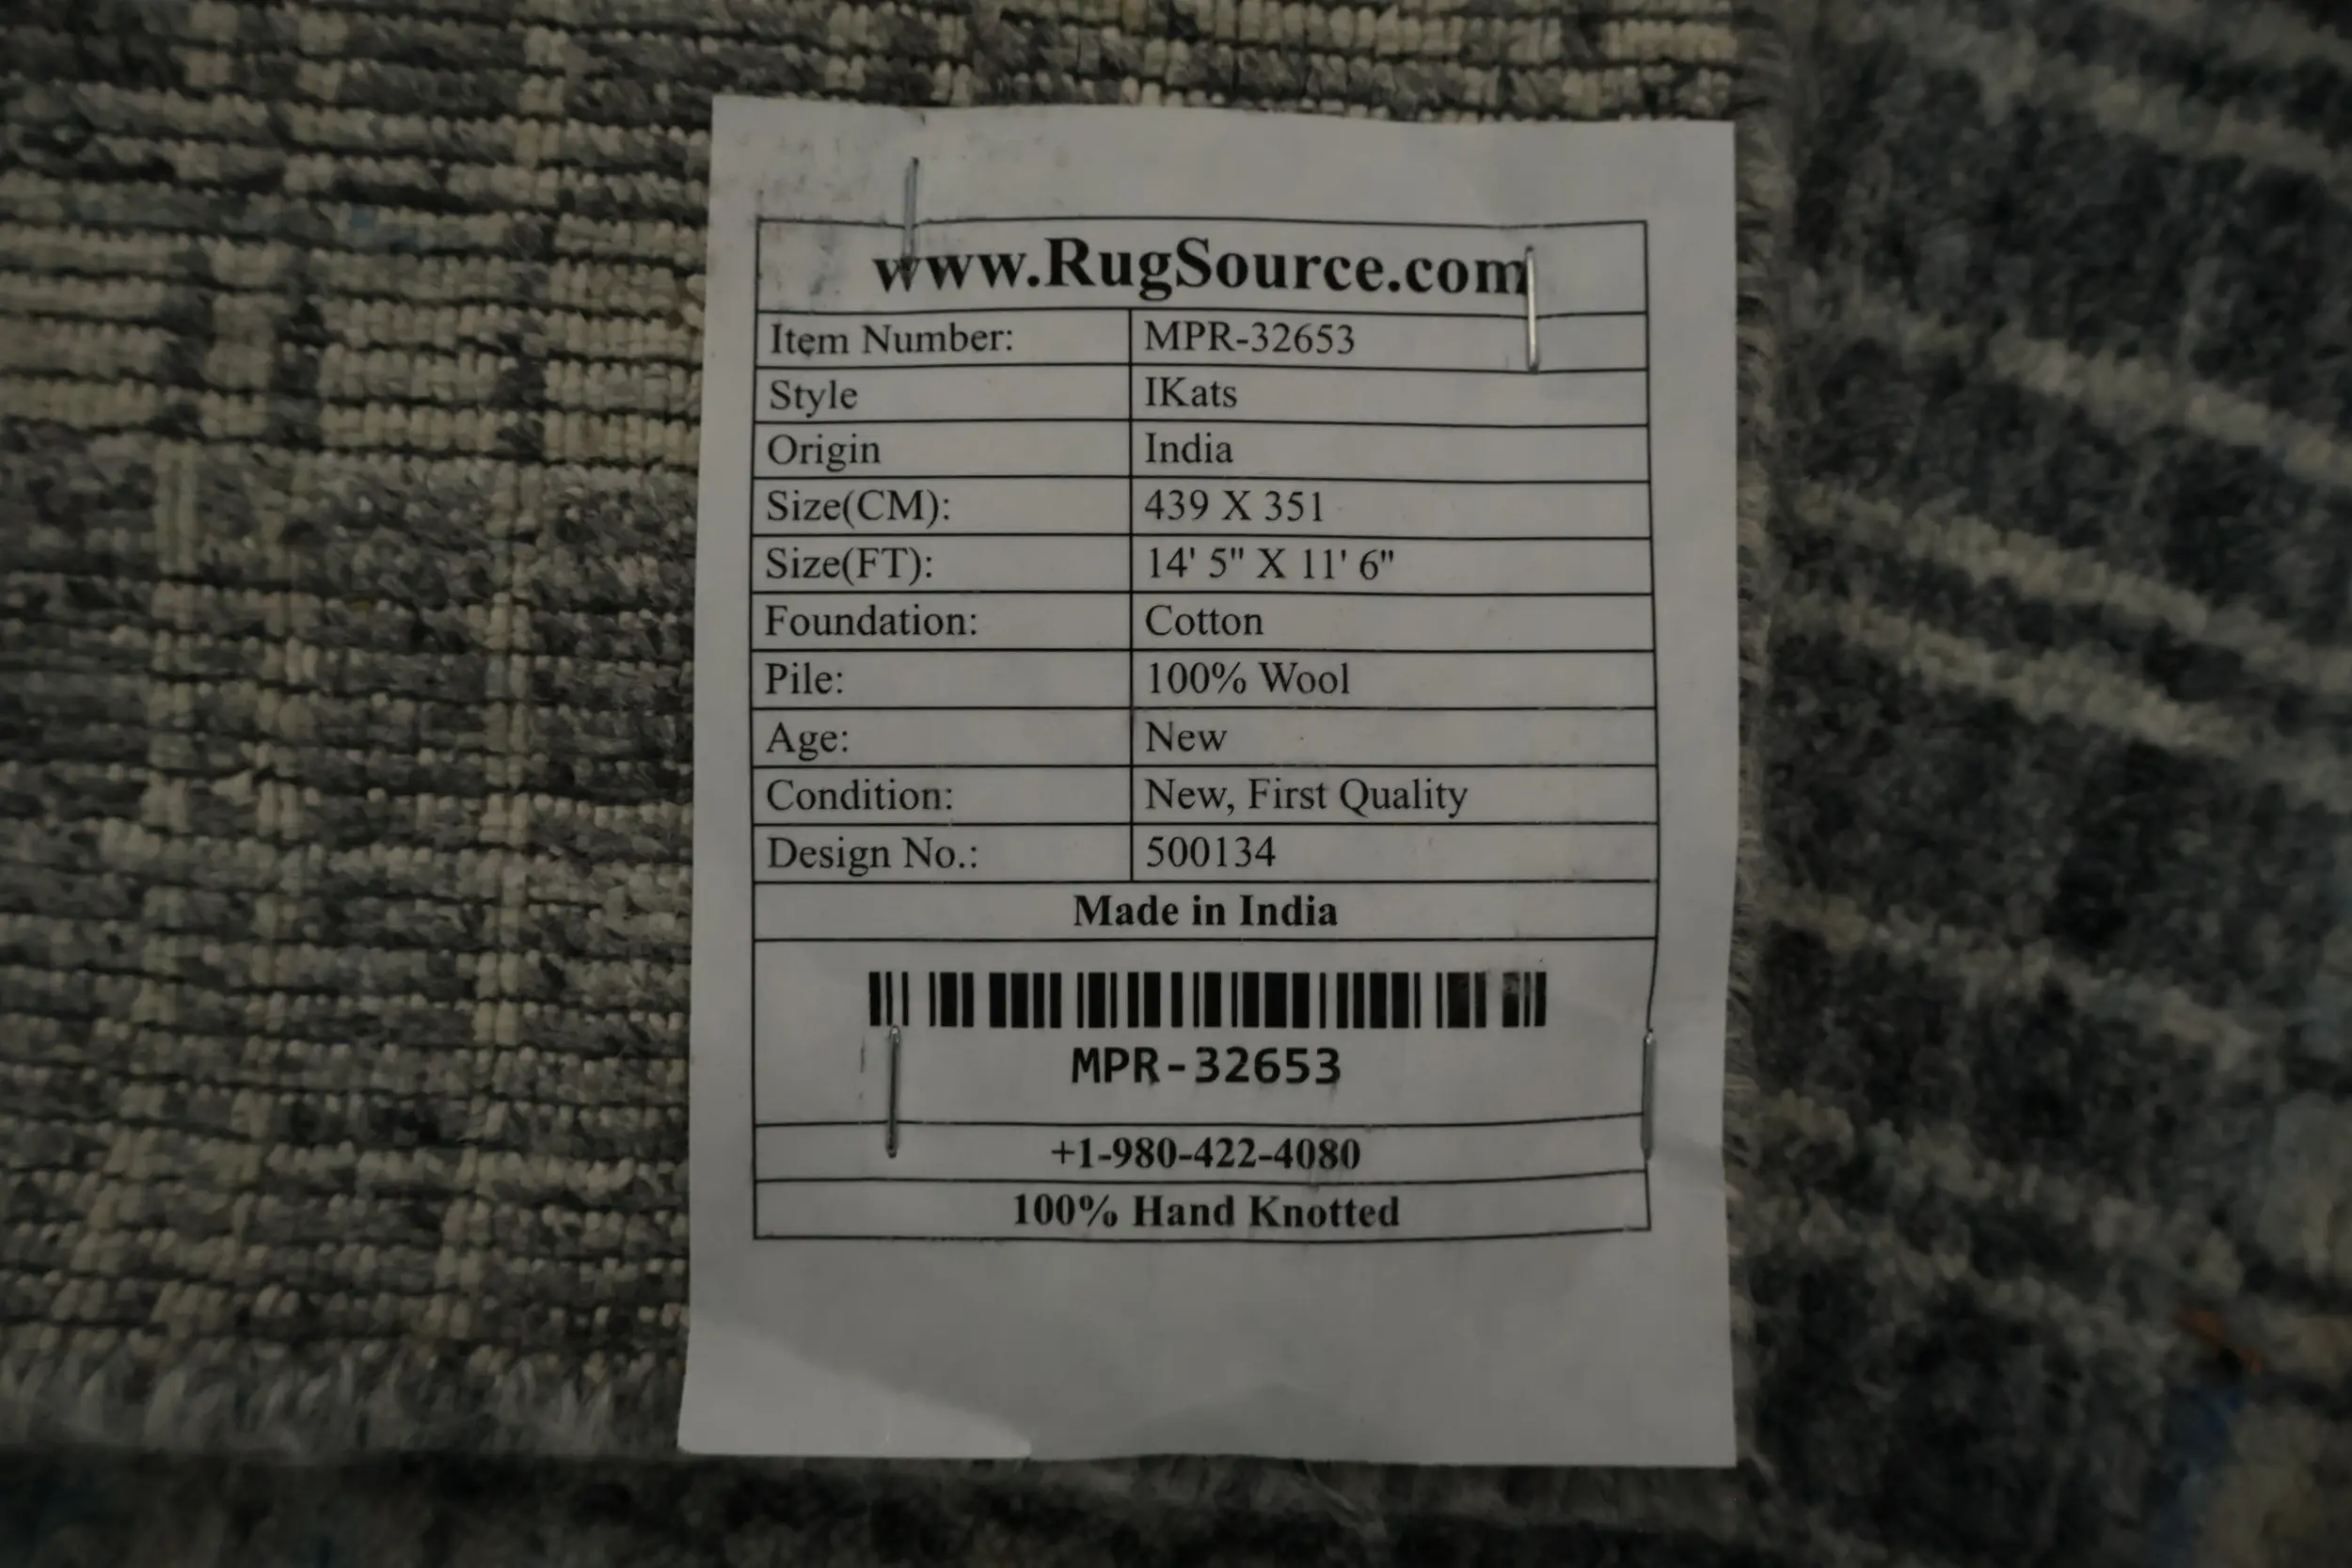 www.RugSource.com
Item Number: MPR-32653
Style IKats
Origin India
Size(CM): 439 X 351
Size(FT): 14' 5" X 11' 6"
Foundation: Cotton
Pile: 100% Wool
Age: New
Condition: New, First Quality
Design No.: 500134
Made in India
MPR-32653
+1-980-422-4080
100% Hand Knotted